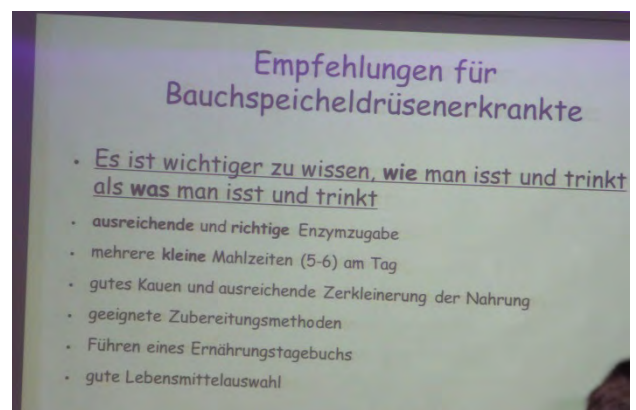 Empfehlungen für
Bauchspeicheldrüsenerkrankte
• Es ist wichtiger zu wissen, wie man isst und trinkt
als was man isst und trinkt
• ausreichende und richtige Enzymzugabe
• mehrere kleine Mahlzeiten (5-6) am Tag
• gutes Kauen und ausreichende Zerkleinerung der Nahrung
• geeignete Zubereitungsmethoden
• Führen eines Ernährungstagebuchs
• gute Lebensmittelauswahl